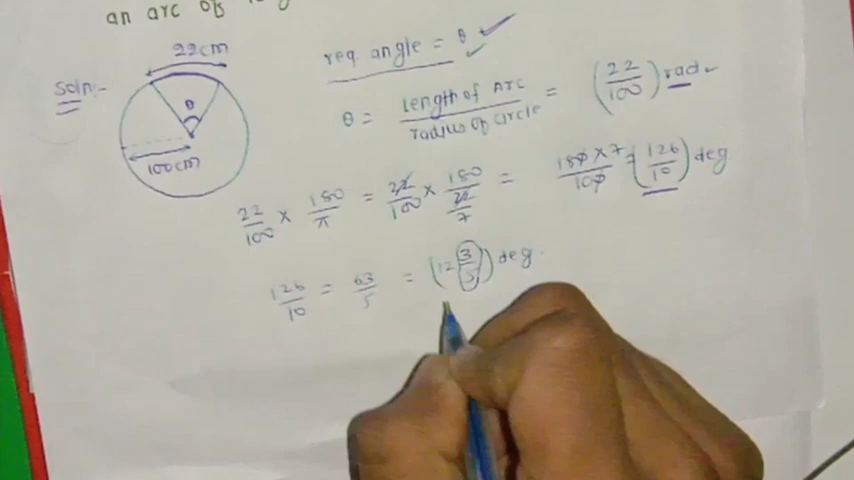 an arc of
22cm
Soln:-
θ
100cm
req. angle = θ ✓
θ = Length of Arc / radius of circle = (22/100) rad
22/100 × 180/π = 22/100 × 180/(22/7) = 180 × 7/100 = (126/10) deg
126/10 = 63/5 = (12 3/5) deg.